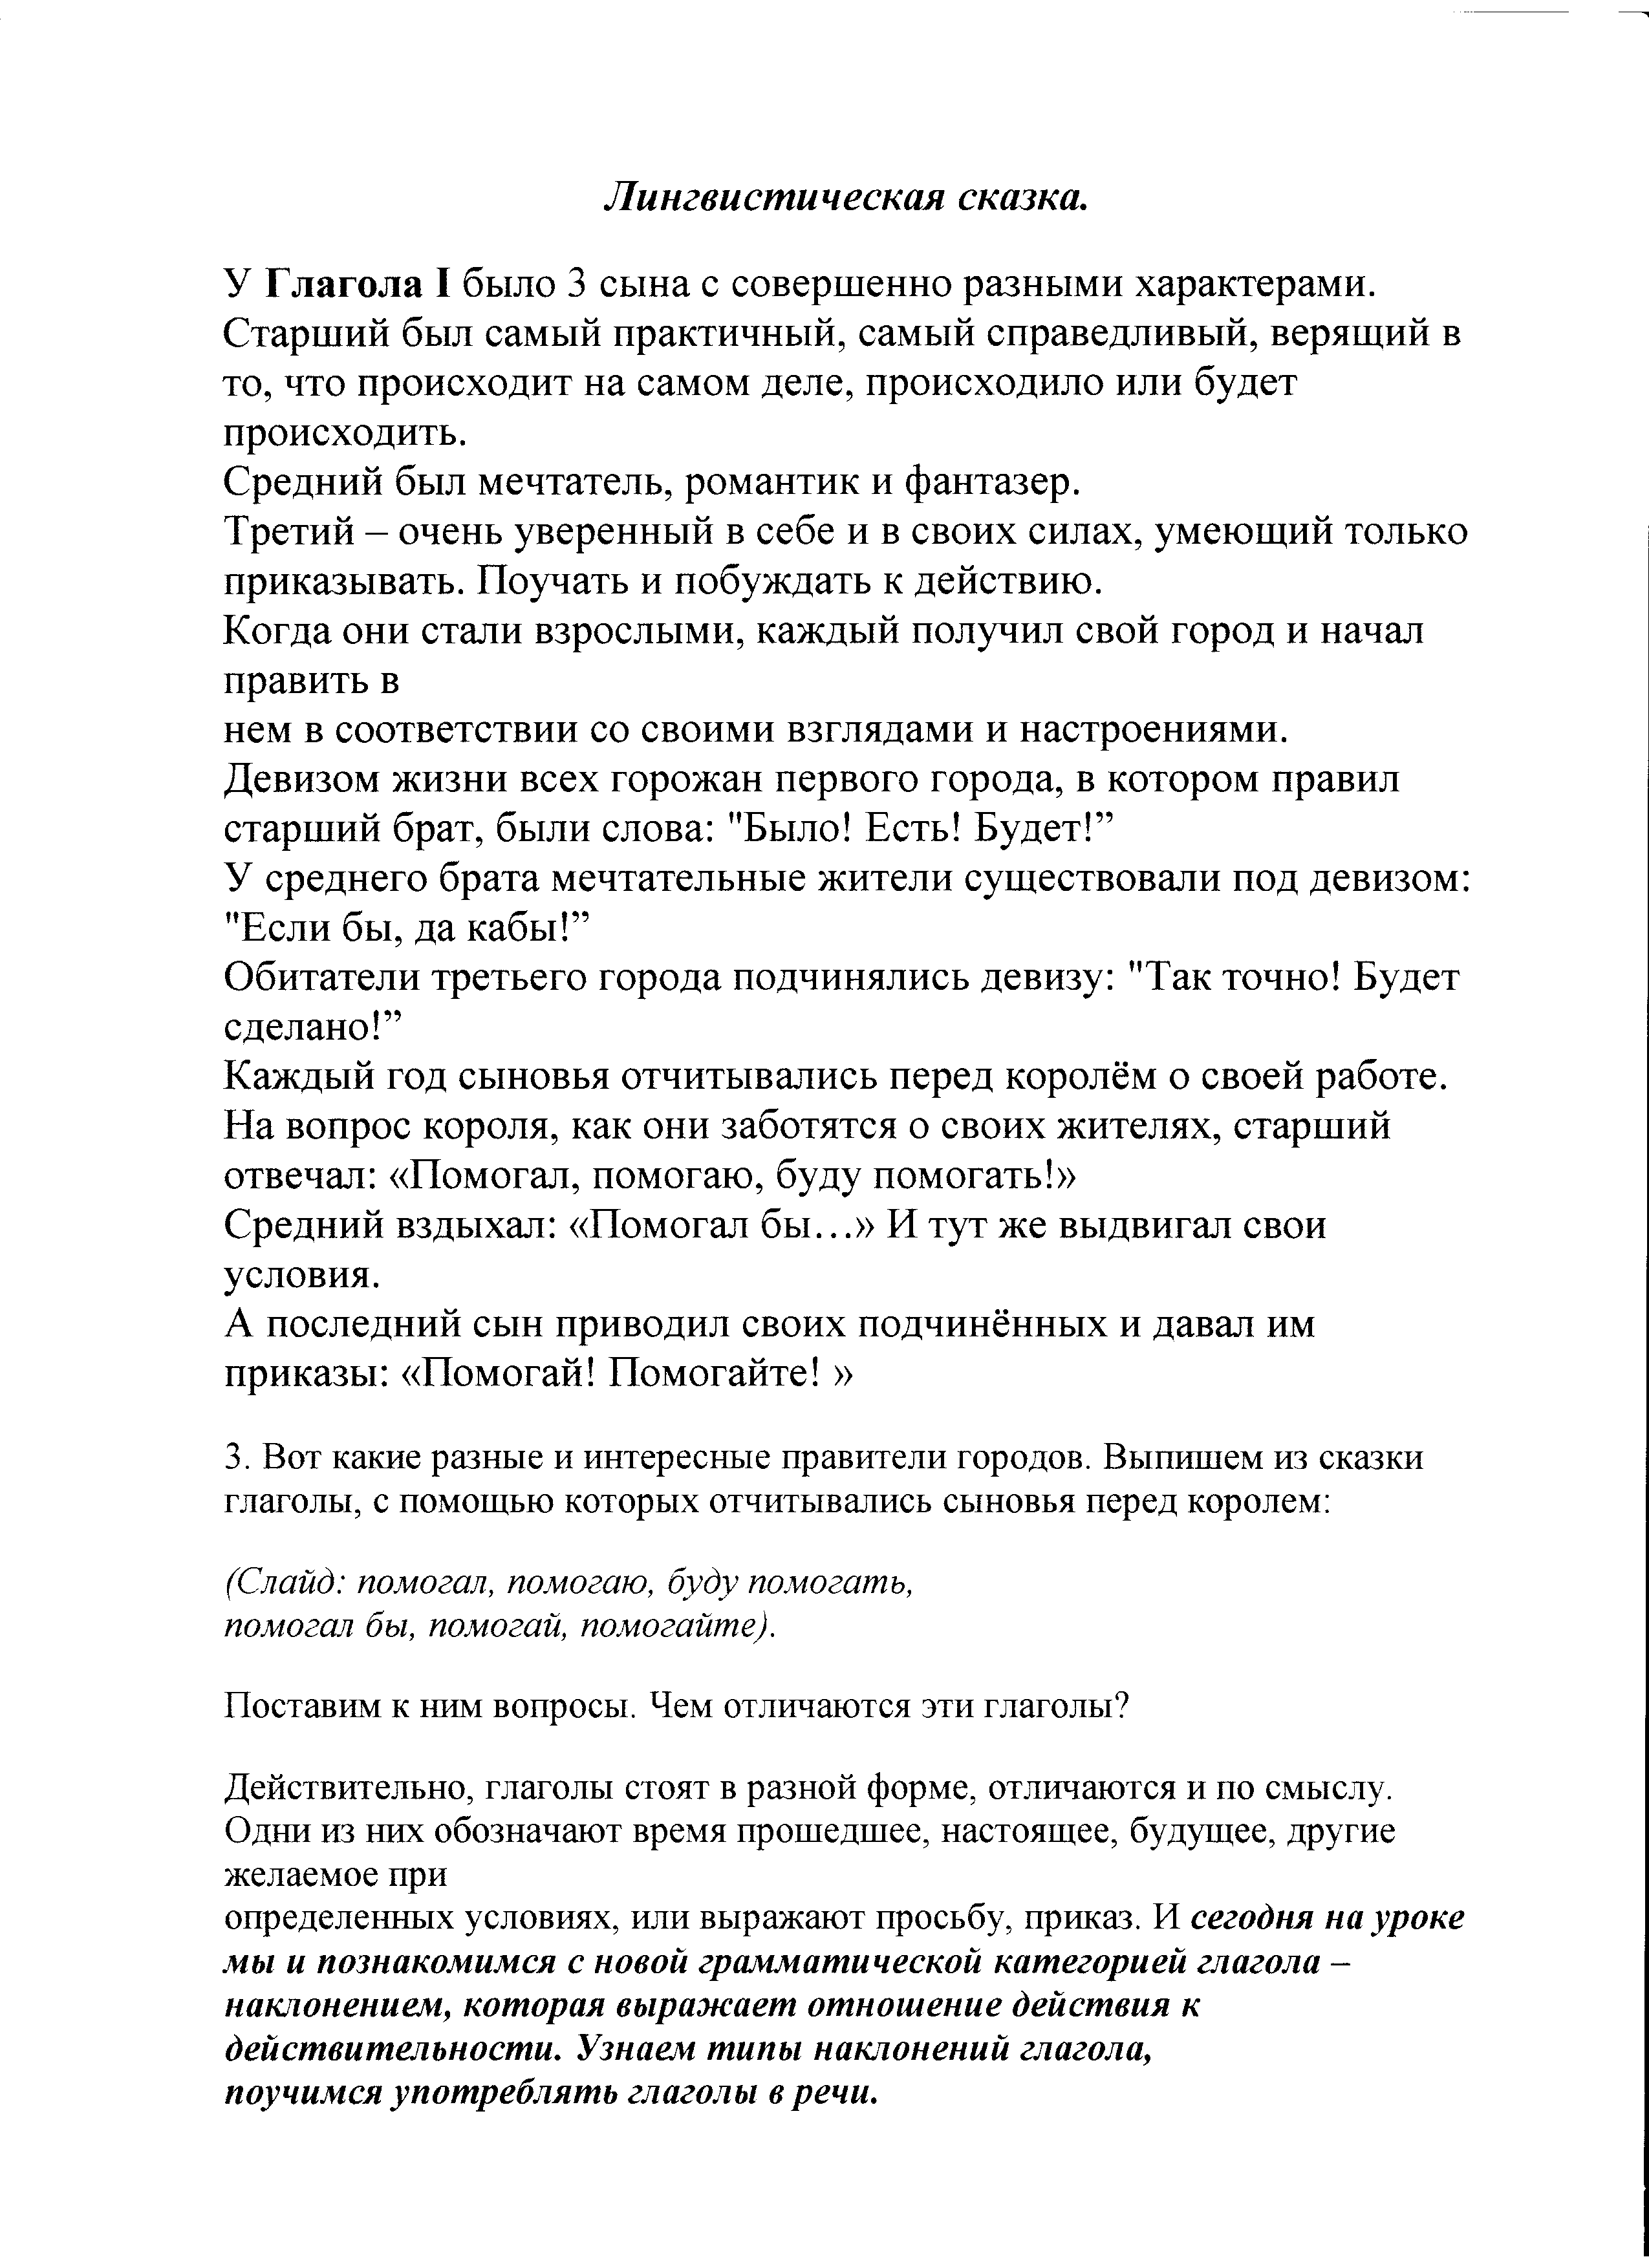 Лингвистическая сказка.
У Глагола I было 3 сына с совершенно разными характерами.
Старший был самый практичный, самый справедливый, верящий в
то, что происходит на самом деле, происходило или будет
происходить.
Средний был мечтатель, романтик и фантазер.
Третий – очень уверенный в себе и в своих силах, умеющий только
приказывать. Поучать и побуждать к действию.
Когда они стали взрослыми, каждый получил свой город и начал
править в
нем в соответствии со своими взглядами и настроениями.
Девизом жизни всех горожан первого города, в котором правил
старший брат, были слова: "Было! Есть! Будет!”
У среднего брата мечтательные жители существовали под девизом:
"Если бы, да кабы!”
Обитатели третьего города подчинялись девизу: "Так точно! Будет
сделано!”
Каждый год сыновья отчитывались перед королём о своей работе.
На вопрос короля, как они заботятся о своих жителях, старший
отвечал: «Помогал, помогаю, буду помогать!»
Средний вздыхал: «Помогал бы…» И тут же выдвигал свои
условия.
А последний сын приводил своих подчинённых и давал им
приказы: «Помогай! Помогайте! »
3. Вот какие разные и интересные правители городов. Выпишем из сказки
глаголы, с помощью которых отчитывались сыновья перед королем:
(Слайд: помогал, помогаю, буду помогать,
помогал бы, помогай, помогайте).
Поставим к ним вопросы. Чем отличаются эти глаголы?
Действительно, глаголы стоят в разной форме, отличаются и по смыслу.
Одни из них обозначают время прошедшее, настоящее, будущее, другие
желаемое при
определенных условиях, или выражают просьбу, приказ. И сегодня на уроке
мы и познакомимся с новой грамматической категорией глагола –
наклонением, которая выражает отношение действия к
действительности. Узнаем типы наклонений глагола,
поучимся употреблять глаголы в речи.